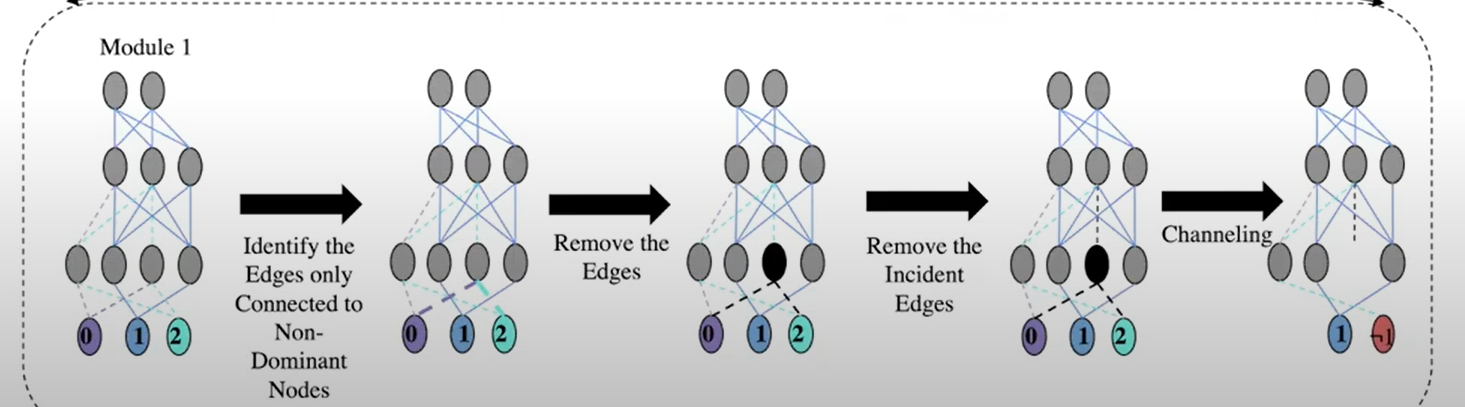 Module 1
Identify the
Edges only
Connected to
Non-
Dominant
Nodes
Remove the
Edges
Remove the
Incident
Edges
Channeling
0 1 2
0 1 2
0 1 2
0 1 2
1 ¬1